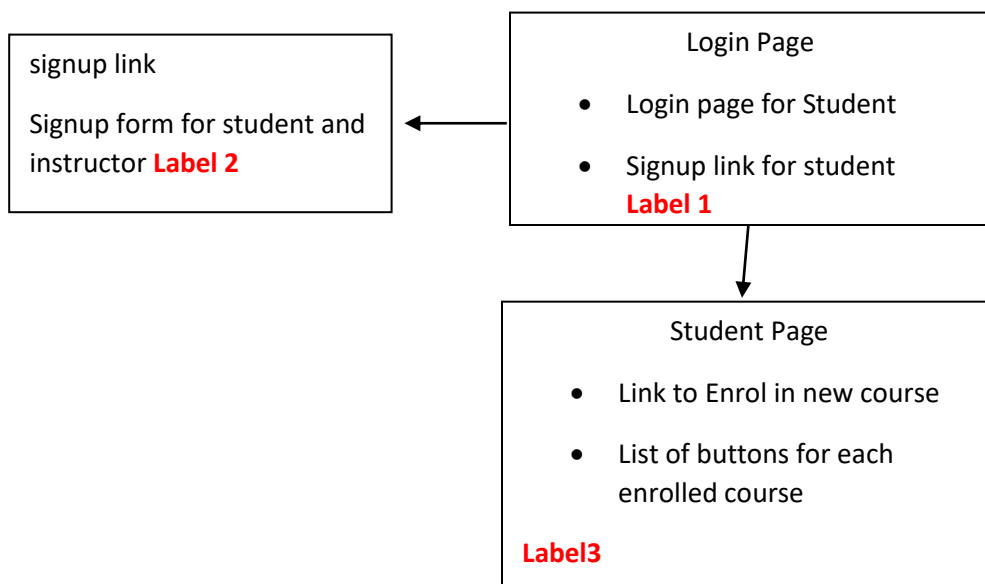 signup link
Signup form for student and
instructor Label 2
Login Page
• Login page for Student
• Signup link for student
Label 1
Student Page
• Link to Enrol in new course
• List of buttons for each
enrolled course
Label3